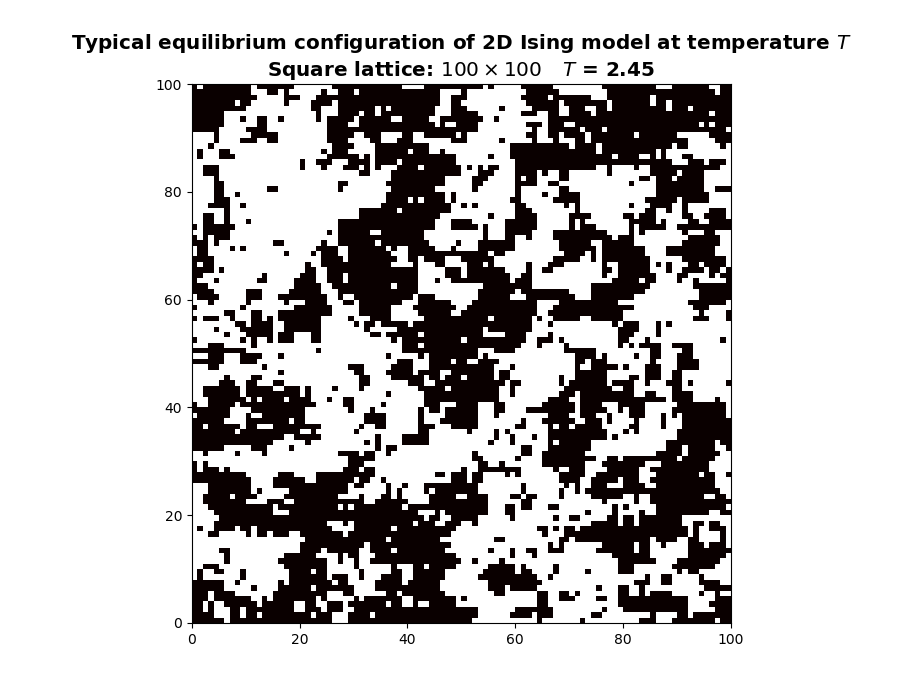 Typical equilibrium configuration of 2D Ising model at temperature T
Square lattice: 100 × 100 T = 2.45
100
80
60
40
20
0
0 20 40 60 80 100